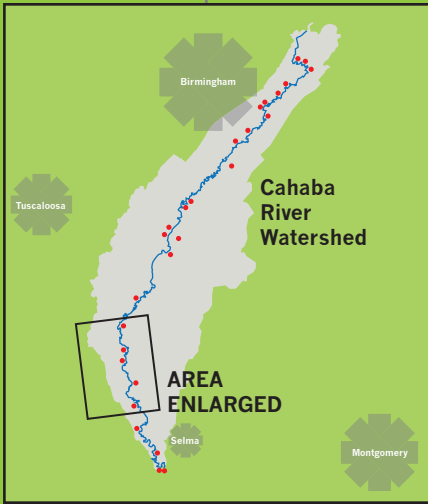 Birmingham
Tuscaloosa
Cahaba
River
Watershed
AREA
ENLARGED
Selma
Montgomery